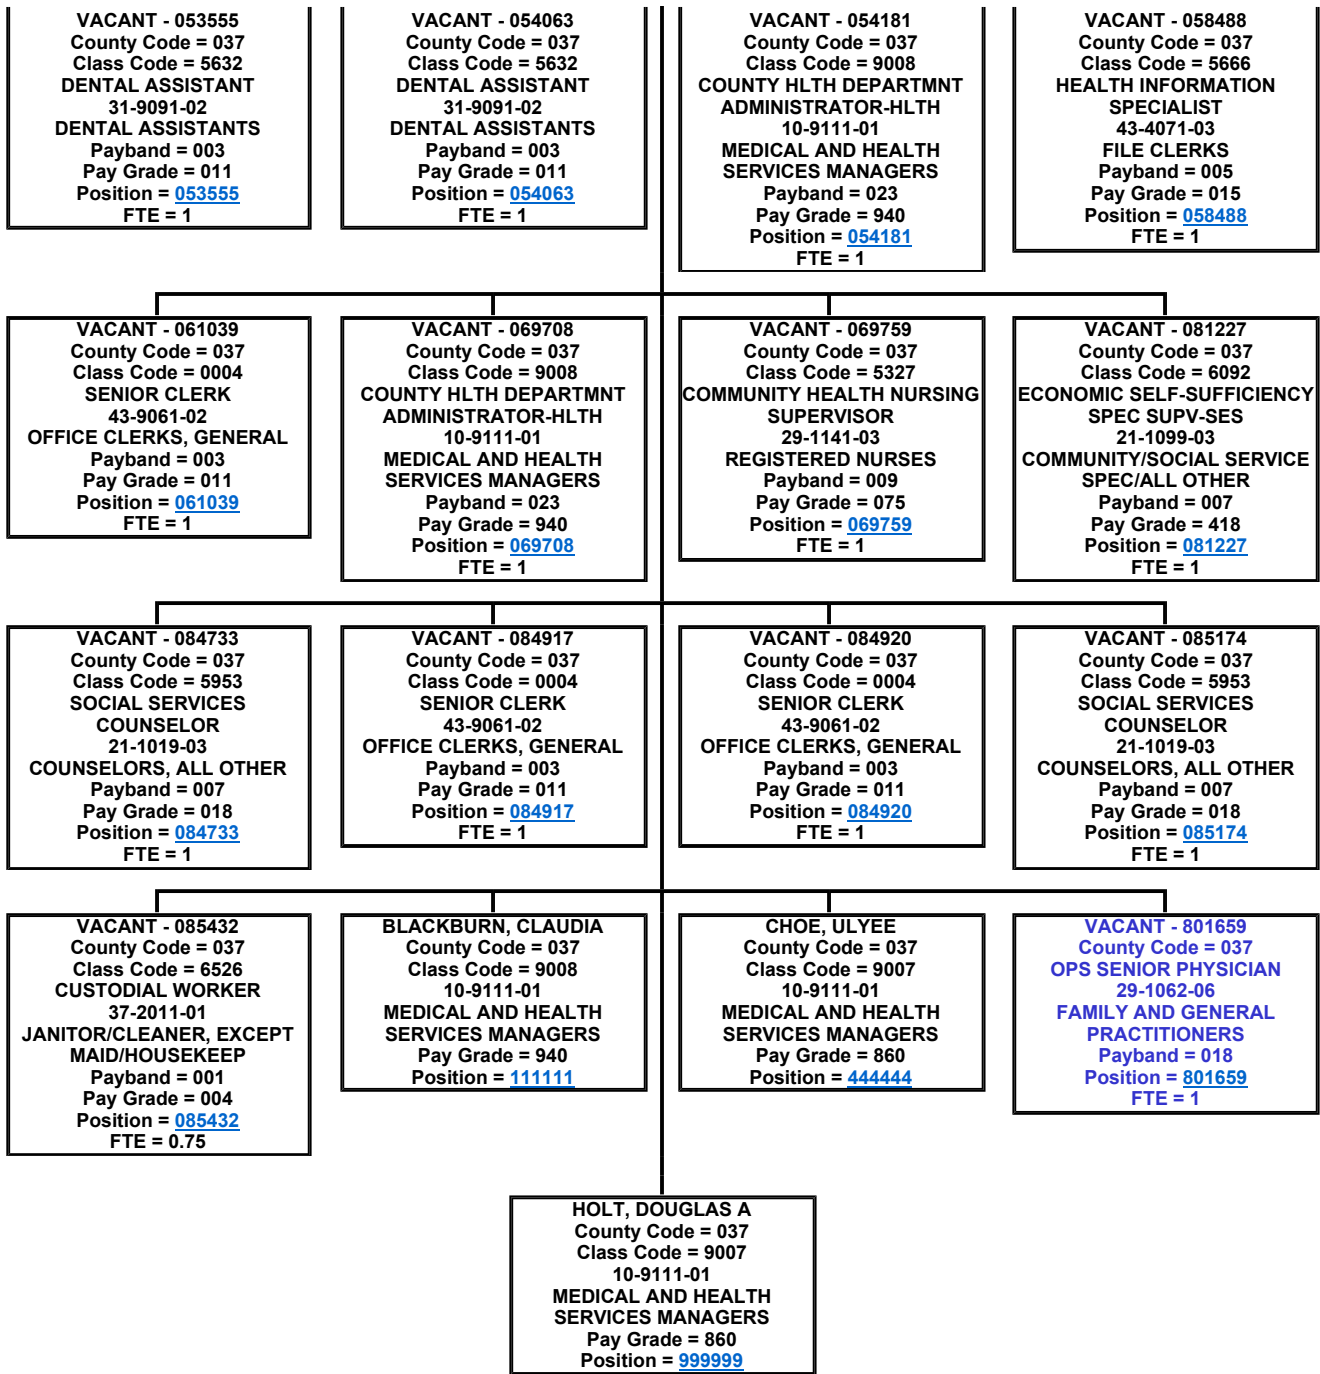 VACANT - 053555
County Code = 037
Class Code = 5632
DENTAL ASSISTANT
31-9091-02
DENTAL ASSISTANTS
Payband = 003
Pay Grade = 011
Position = 053555
FTE = 1
VACANT - 054063
County Code = 037
Class Code = 5632
DENTAL ASSISTANT
31-9091-02
DENTAL ASSISTANTS
Payband = 003
Pay Grade = 011
Position = 054063
FTE = 1
VACANT - 054181
County Code = 037
Class Code = 9008
COUNTY HLTH DEPARTMNT
ADMINISTRATOR-HLTH
10-9111-01
MEDICAL AND HEALTH
SERVICES MANAGERS
Payband = 023
Pay Grade = 940
Position = 054181
FTE = 1
VACANT - 058488
County Code = 037
Class Code = 5666
HEALTH INFORMATION
SPECIALIST
43-4071-03
FILE CLERKS
Payband = 005
Pay Grade = 015
Position = 058488
FTE = 1
VACANT - 061039
County Code = 037
Class Code = 0004
SENIOR CLERK
43-9061-02
OFFICE CLERKS, GENERAL
Payband = 003
Pay Grade = 011
Position = 061039
FTE = 1
VACANT - 069708
County Code = 037
Class Code = 9008
COUNTY HLTH DEPARTMNT
ADMINISTRATOR-HLTH
10-9111-01
MEDICAL AND HEALTH
SERVICES MANAGERS
Payband = 023
Pay Grade = 940
Position = 069708
FTE = 1
VACANT - 069759
County Code = 037
Class Code = 5327
COMMUNITY HEALTH NURSING
SUPERVISOR
29-1141-03
REGISTERED NURSES
Payband = 009
Pay Grade = 075
Position = 069759
FTE = 1
VACANT - 081227
County Code = 037
Class Code = 6092
ECONOMIC SELF-SUFFICIENCY
SPEC SUPV-SES
21-1099-03
COMMUNITY/SOCIAL SERVICE
SPEC/ALL OTHER
Payband = 007
Pay Grade = 418
Position = 081227
FTE = 1
VACANT - 084733
County Code = 037
Class Code = 5953
SOCIAL SERVICES
COUNSELOR
21-1019-03
COUNSELORS, ALL OTHER
Payband = 007
Pay Grade = 018
Position = 084733
FTE = 1
VACANT - 084917
County Code = 037
Class Code = 0004
SENIOR CLERK
43-9061-02
OFFICE CLERKS, GENERAL
Payband = 003
Pay Grade = 011
Position = 084917
FTE = 1
VACANT - 084920
County Code = 037
Class Code = 0004
SENIOR CLERK
43-9061-02
OFFICE CLERKS, GENERAL
Payband = 003
Pay Grade = 011
Position = 084920
FTE = 1
VACANT - 085174
County Code = 037
Class Code = 5953
SOCIAL SERVICES
COUNSELOR
21-1019-03
COUNSELORS, ALL OTHER
Payband = 007
Pay Grade = 018
Position = 085174
FTE = 1
VACANT - 085432
County Code = 037
Class Code = 6526
CUSTODIAL WORKER
37-2011-01
JANITOR/CLEANER, EXCEPT
MAID/HOUSEKEEP
Payband = 001
Pay Grade = 004
Position = 085432
FTE = 0.75
BLACKBURN, CLAUDIA
County Code = 037
Class Code = 9008
10-9111-01
MEDICAL AND HEALTH
SERVICES MANAGERS
Pay Grade = 940
Position = 111111
CHOE, ULYEE
County Code = 037
Class Code = 9007
10-9111-01
MEDICAL AND HEALTH
SERVICES MANAGERS
Pay Grade = 860
Position = 444444
VACANT - 801659
County Code = 037
OPS SENIOR PHYSICIAN
29-1062-06
FAMILY AND GENERAL
PRACTITIONERS
Payband = 018
Position = 801659
FTE = 1
HOLT, DOUGLAS A
County Code = 037
Class Code = 9007
10-9111-01
MEDICAL AND HEALTH
SERVICES MANAGERS
Pay Grade = 860
Position = 999999